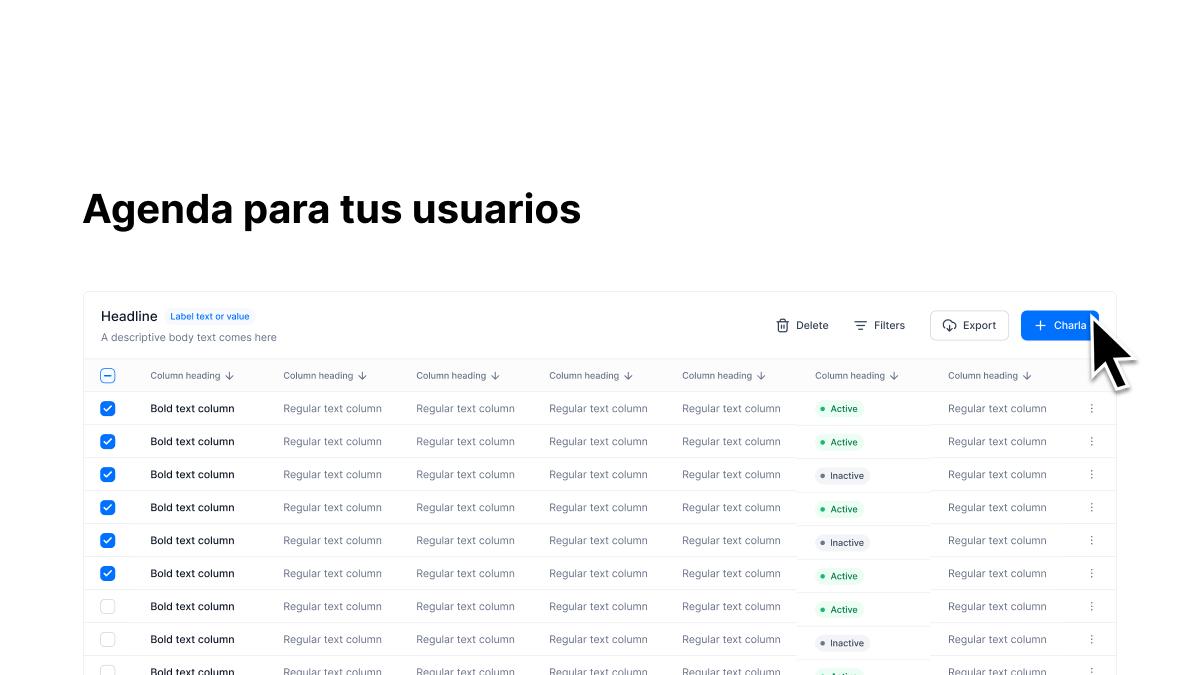 Agenda para tus usuarios
Headline Label text or value
A descriptive body text comes here
Delete Filters Export Charla
Column heading Column heading Column heading Column heading Column heading Column heading Column heading
Bold text column Regular text column Regular text column Regular text column Regular text column Active Regular text column
Bold text column Regular text column Regular text column Regular text column Regular text column Active Regular text column
Bold text column Regular text column Regular text column Regular text column Regular text column Inactive Regular text column
Bold text column Regular text column Regular text column Regular text column Regular text column Active Regular text column
Bold text column Regular text column Regular text column Regular text column Regular text column Inactive Regular text column
Bold text column Regular text column Regular text column Regular text column Regular text column Active Regular text column
Bold text column Regular text column Regular text column Regular text column Regular text column Active Regular text column
Bold text column Regular text column Regular text column Regular text column Regular text column Inactive Regular text column
Bold text column Regular text column Regular text column Regular text column Regular text column Active Regular text column